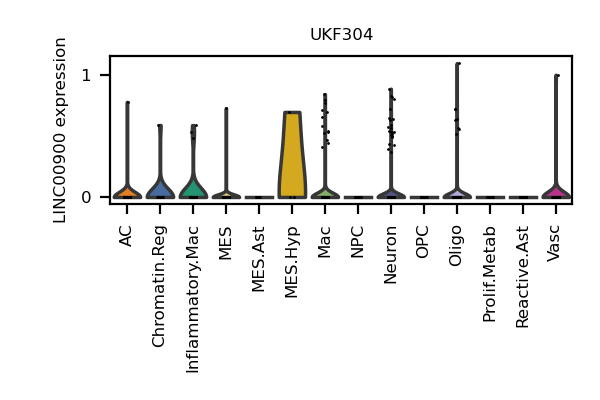 UKF304
LINC00900 expression
1
0
AC
Chromatin.Reg
Inflammatory.Mac
MES
MES.Ast
MES.Hyp
Mac
NPC
Neuron
OPC
Oligo
Prolif.Metab
Reactive.Ast
Vasc